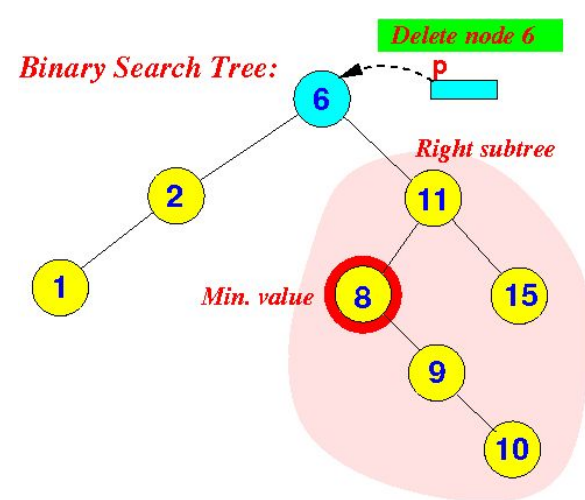 Delete node 6
Binary Search Tree:
p
6
Right subtree
2
11
1
Min. value
8
15
9
10